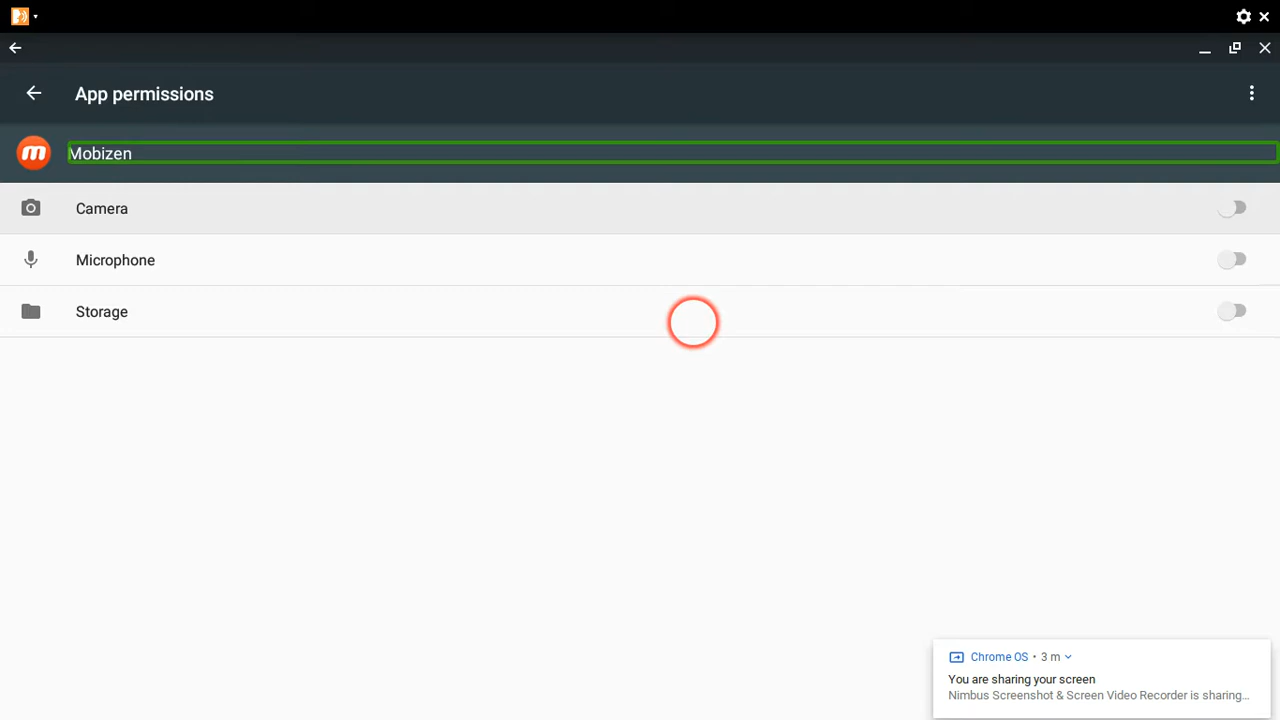 App permissions
Mobizen
Camera
Microphone
Storage
Chrome OS • 3 m
You are sharing your screen
Nimbus Screenshot & Screen Video Recorder is sharing...